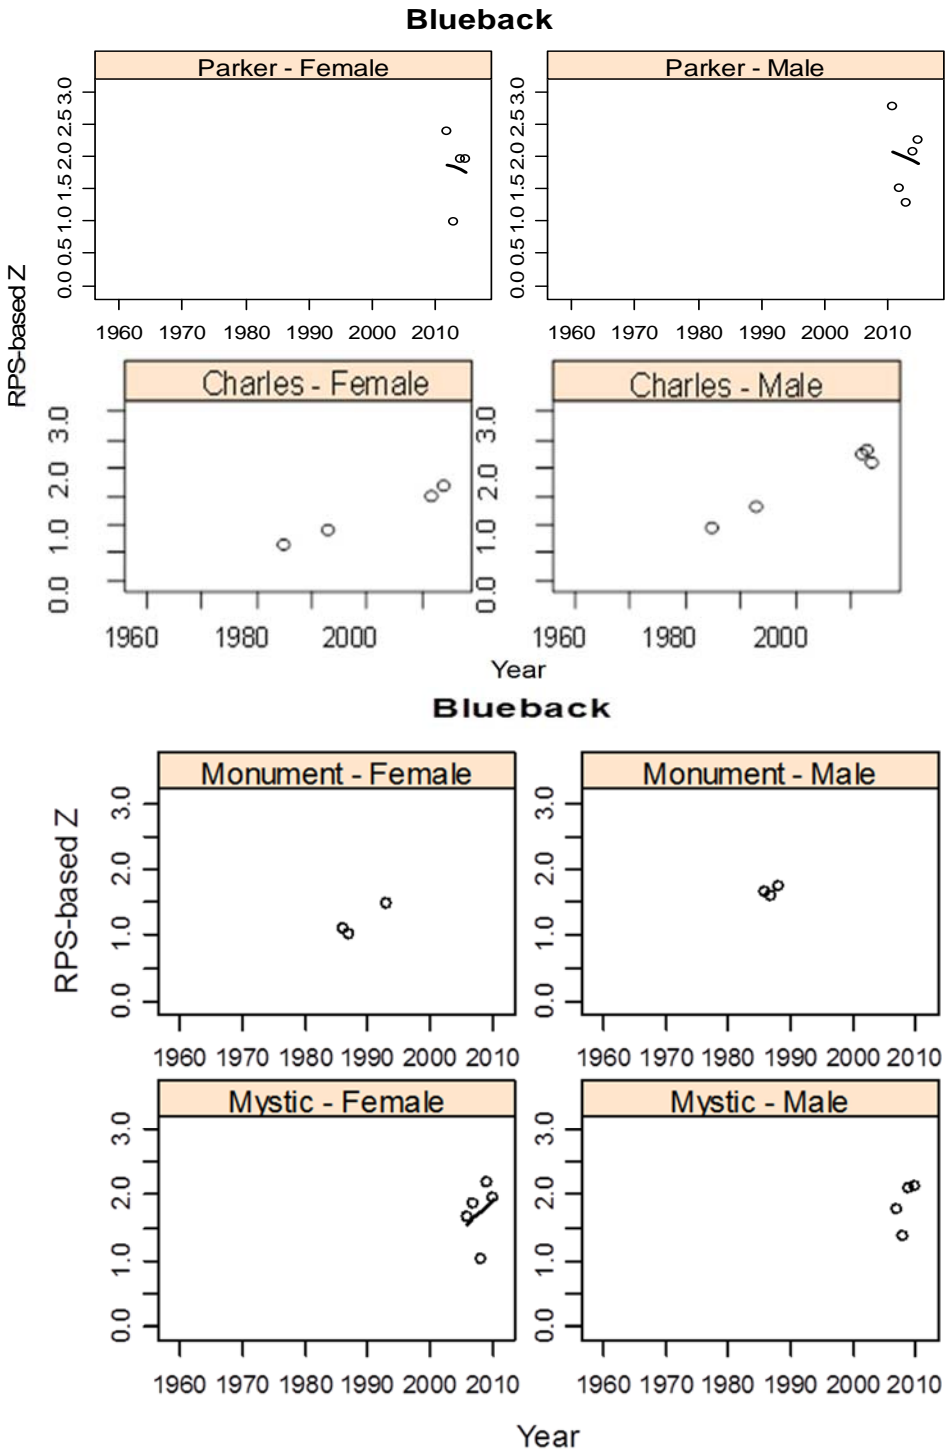 Blueback
Parker - Female
Parker - Male
0.0 0.5 1.0 1.5 2.0 2.5 3.0
0.0 0.5 1.0 1.5 2.0 2.5 3.0
1960 1970 1980 1990 2000 2010
1960 1970 1980 1990 2000 2010
RPS-based Z
Charles - Female
Charles - Male
0.0 1.0 2.0 3.0
0.0 1.0 2.0 3.0
1960 1980 2000
1960 1980 2000
Year
Blueback
Monument - Female
Monument - Male
RPS-based Z
0.0 1.0 2.0 3.0
0.0 1.0 2.0 3.0
1960 1970 1980 1990 2000 2010
1960 1970 1980 1990 2000 2010
Mystic - Female
Mystic - Male
0.0 1.0 2.0 3.0
0.0 1.0 2.0 3.0
1960 1970 1980 1990 2000 2010
1960 1970 1980 1990 2000 2010
Year